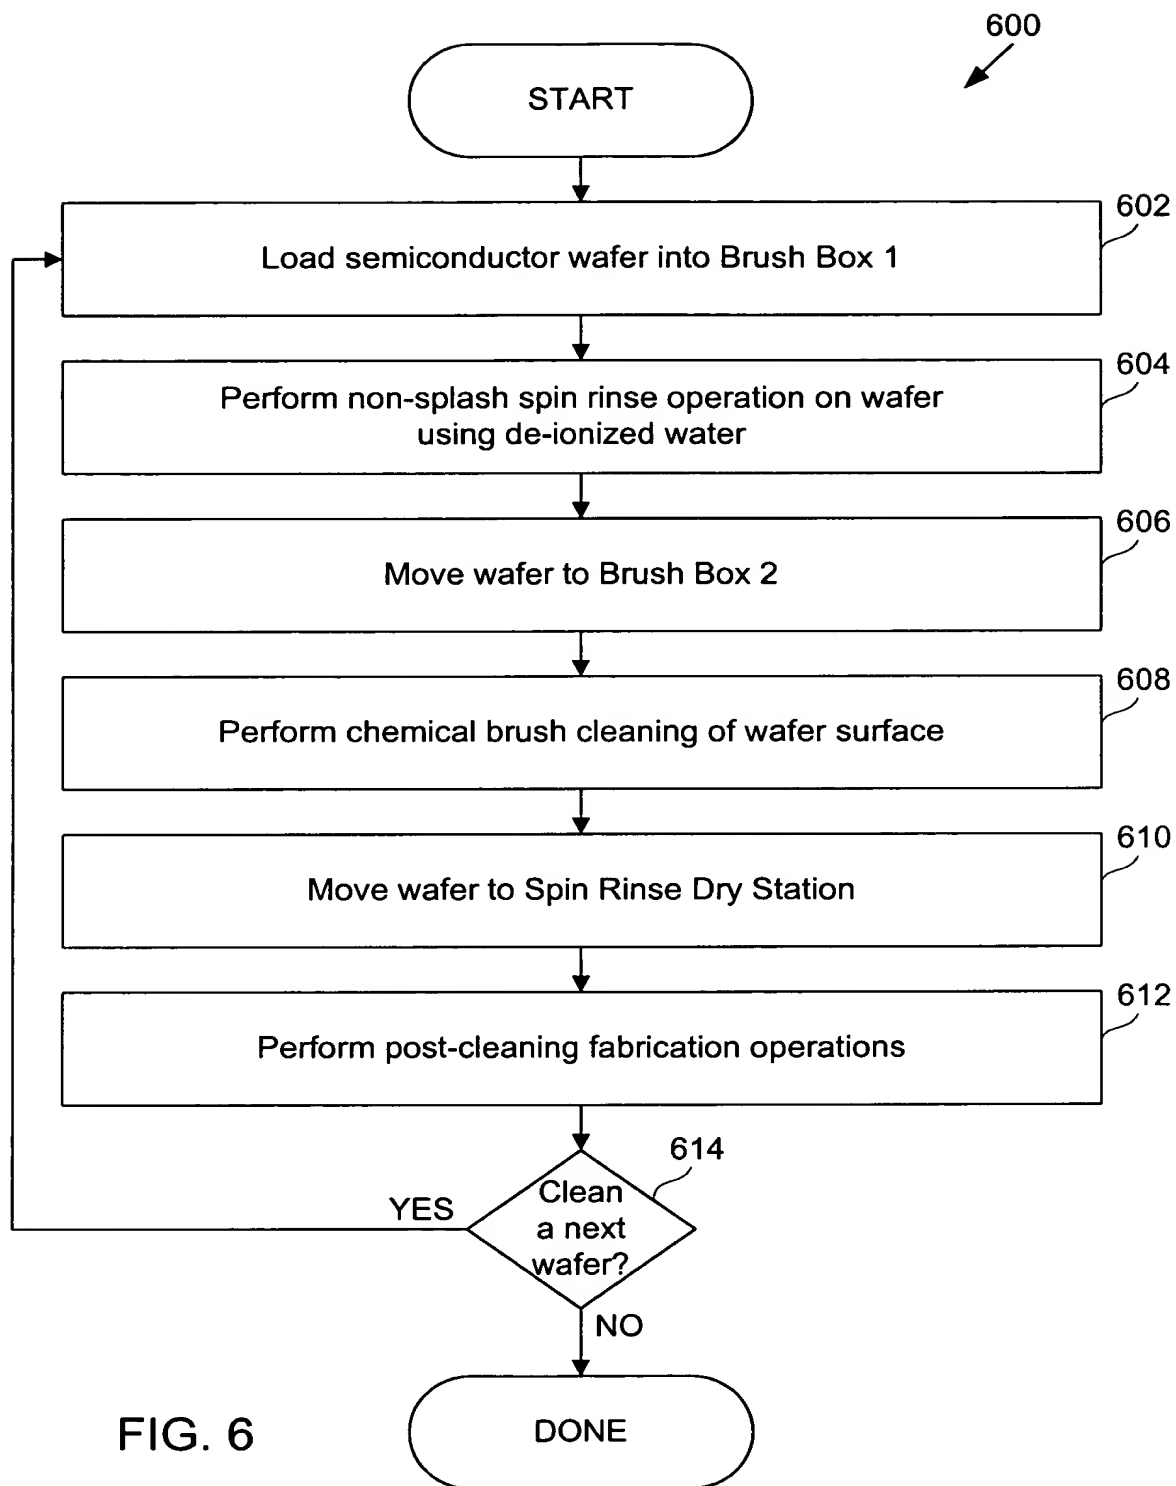 600
START
602
Load semiconductor wafer into Brush Box 1
604
Perform non-splash spin rinse operation on wafer
using de-ionized water
606
Move wafer to Brush Box 2
608
Perform chemical brush cleaning of wafer surface
610
Move wafer to Spin Rinse Dry Station
612
Perform post-cleaning fabrication operations
614
YES
Clean
a next
wafer?
NO
DONE
FIG. 6